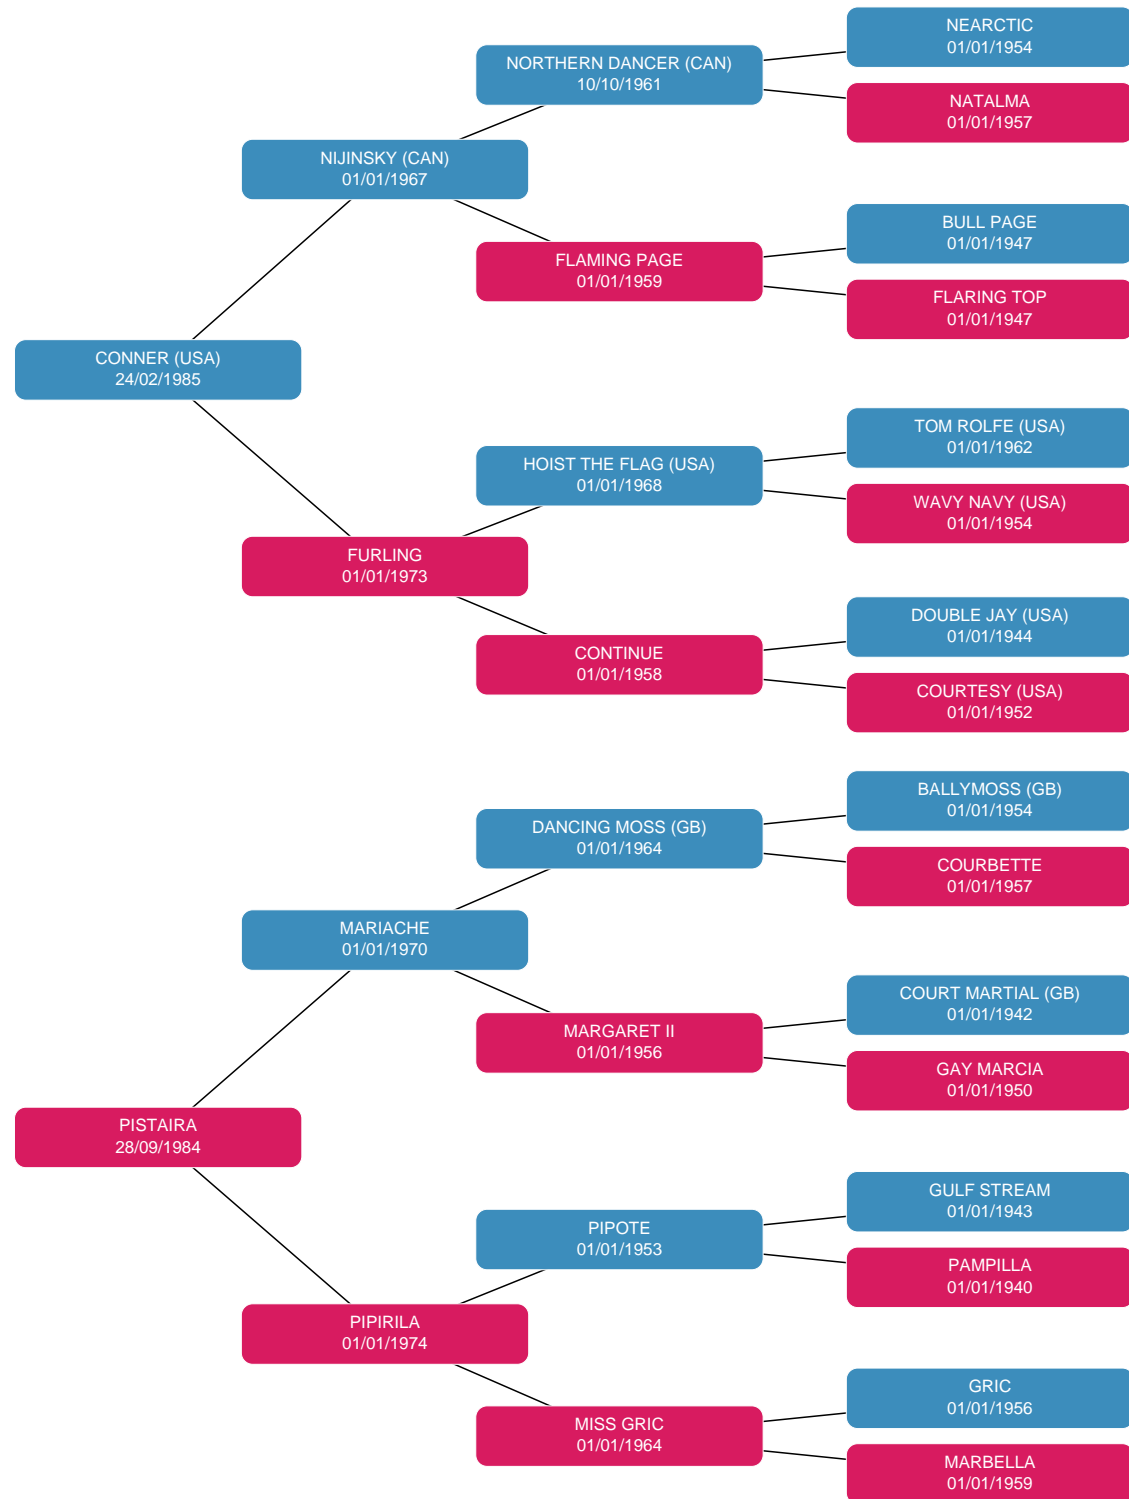 NEARCTIC
01/01/1954
NORTHERN DANCER (CAN)
10/10/1961
NATALMA
01/01/1957
NIJINSKY (CAN)
01/01/1967
BULL PAGE
01/01/1947
FLAMING PAGE
01/01/1959
FLARING TOP
01/01/1947
CONNER (USA)
24/02/1985
TOM ROLFE (USA)
01/01/1962
HOIST THE FLAG (USA)
01/01/1968
WAVY NAVY (USA)
01/01/1954
FURLING
01/01/1973
DOUBLE JAY (USA)
01/01/1944
CONTINUE
01/01/1958
COURTESY (USA)
01/01/1952
BALLYMOSS (GB)
01/01/1954
DANCING MOSS (GB)
01/01/1964
COURBETTE
01/01/1957
MARIACHE
01/01/1970
COURT MARTIAL (GB)
01/01/1942
MARGARET II
01/01/1956
GAY MARCIA
01/01/1950
PISTAIRA
28/09/1984
GULF STREAM
01/01/1943
PIPOTE
01/01/1953
PAMPILLA
01/01/1940
PIPIRILA
01/01/1974
GRIC
01/01/1956
MISS GRIC
01/01/1964
MARBELLA
01/01/1959